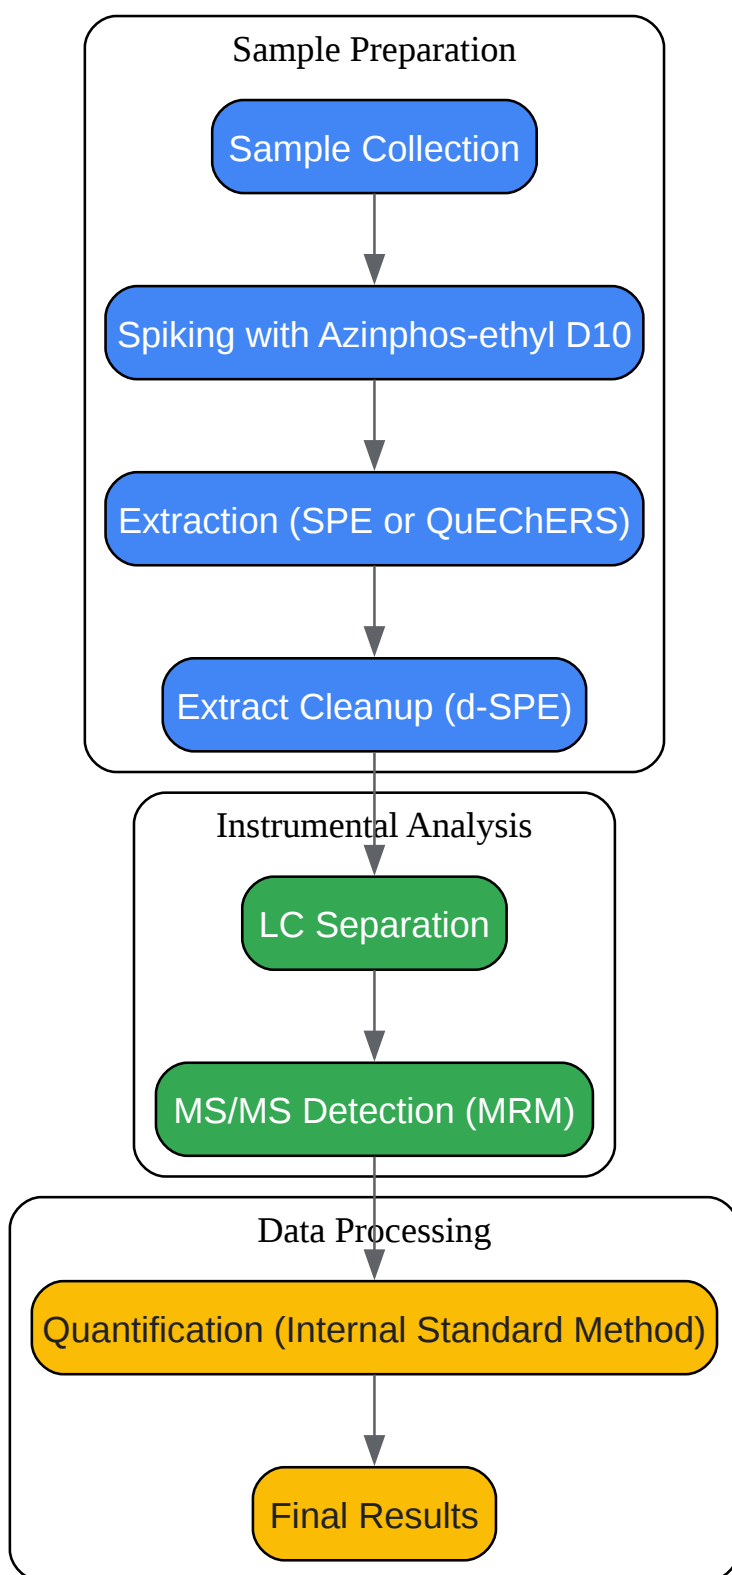 Sample Preparation
Sample Collection
Spiking with Azinphos-ethyl D10
Extraction (SPE or QuEChERS)
Extract Cleanup (d-SPE)
Instrumental Analysis
LC Separation
MS/MS Detection (MRM)
Data Processing
Quantification (Internal Standard Method)
Final Results